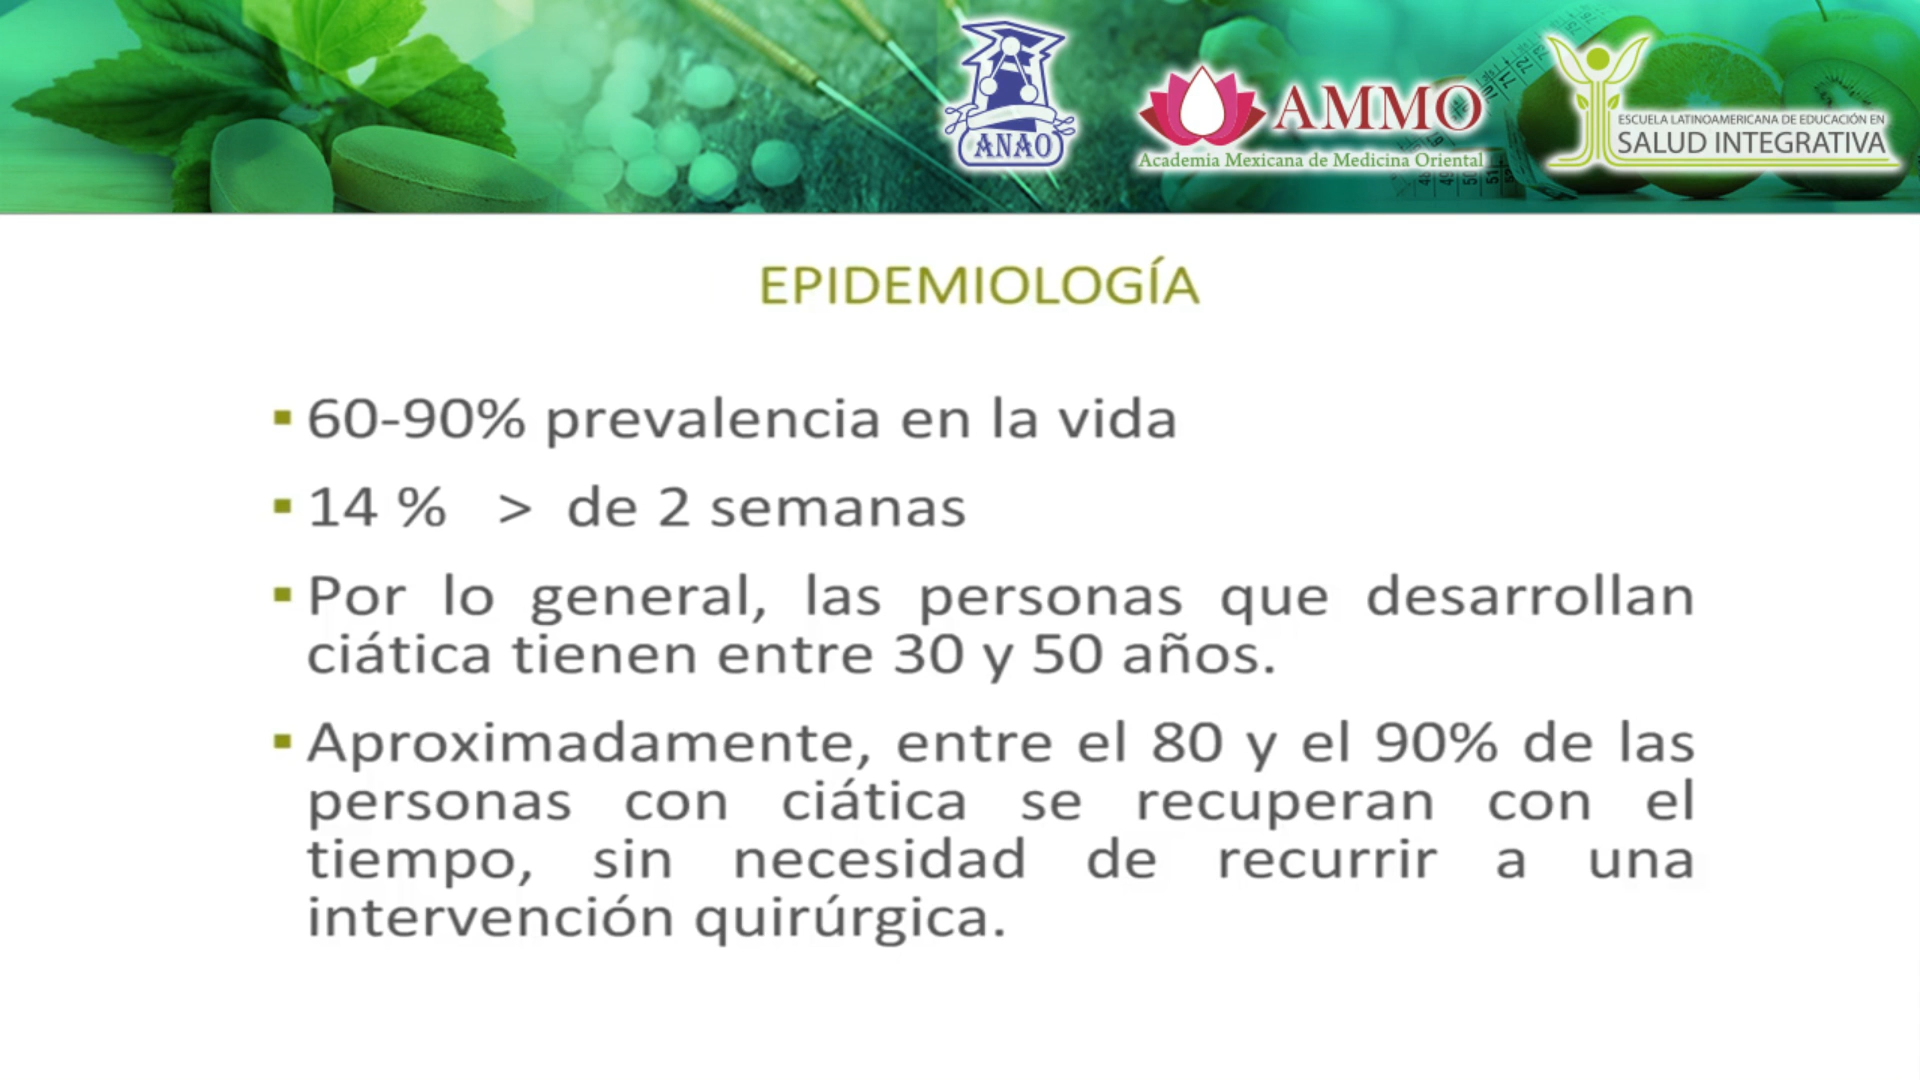 ANAO
AMMO
Academia Mexicana de Medicina Oriental
ESCUELA LATINOAMERICANA DE EDUCACIÓN EN
SALUD INTEGRATIVA
EPIDEMIOLOGÍA
▪ 60-90% prevalencia en la vida
▪ 14 % > de 2 semanas
▪ Por lo general, las personas que desarrollan
ciática tienen entre 30 y 50 años.
▪ Aproximadamente, entre el 80 y el 90% de las
personas con ciática se recuperan con el
tiempo, sin necesidad de recurrir a una
intervención quirúrgica.